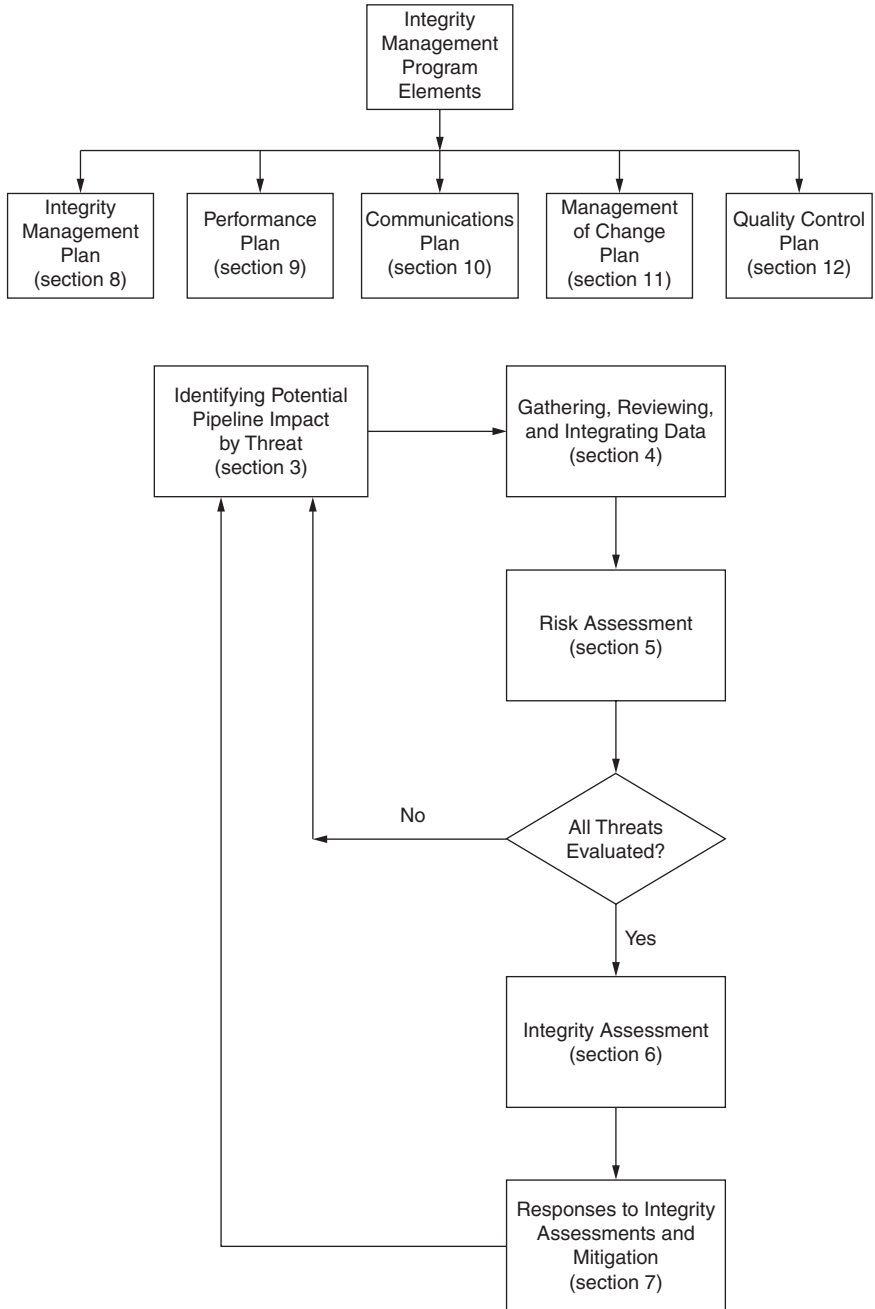 Integrity
Management
Program
Elements
Integrity
Management
Plan
(section 8)
Performance
Plan
(section 9)
Communications
Plan
(section 10)
Management
of Change
Plan
(section 11)
Quality Control
Plan
(section 12)
Identifying Potential
Pipeline Impact
by Threat
(section 3)
Gathering, Reviewing,
and Integrating Data
(section 4)
Risk Assessment
(section 5)
All Threats
Evaluated?
No
Yes
Integrity Assessment
(section 6)
Responses to Integrity
Assessments and
Mitigation
(section 7)